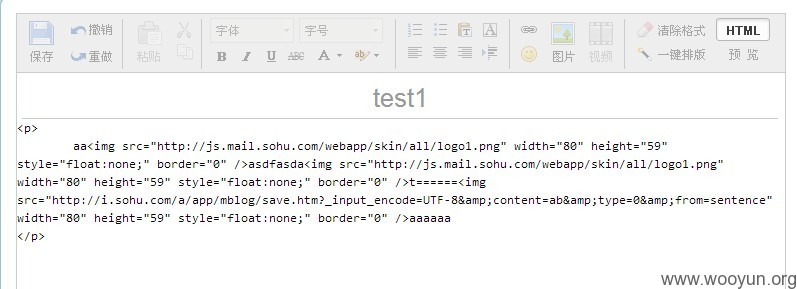 保存 撤销 重做 粘贴 字体 字号 B I U ABC A ab 图片 视频 清除格式 一键排版 HTML 预 览
test1
<p>
aa<img src="http://js.mail.sohu.com/webapp/skin/all/logo1.png" width="80" height="59"
style="float:none;" border="0" />asdfasda<img src="http://js.mail.sohu.com/webapp/skin/all/logo1.png"
width="80" height="59" style="float:none;" border="0" />t======<img
src="http://i.sohu.com/a/app/mblog/save.htm?_input_encode=UTF-8&amp;content=ab&amp;type=0&amp;from=sentence"
width="80" height="59" style="float:none;" border="0" />aaaaaa
</p>
www.wooyun.org